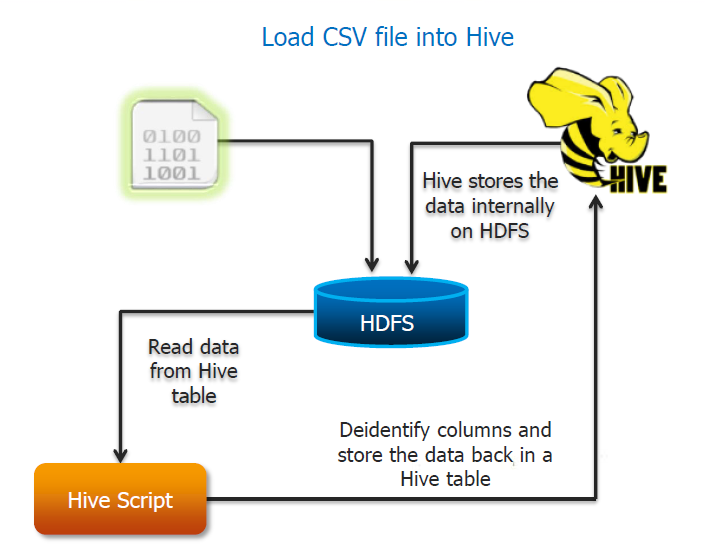 Load CSV file into Hive
0100
1101
1001
HIVE
Hive stores the
data internally
on HDFS
HDFS
Read data
from Hive
table
Deidentify columns and
store the data back in a
Hive table
Hive Script